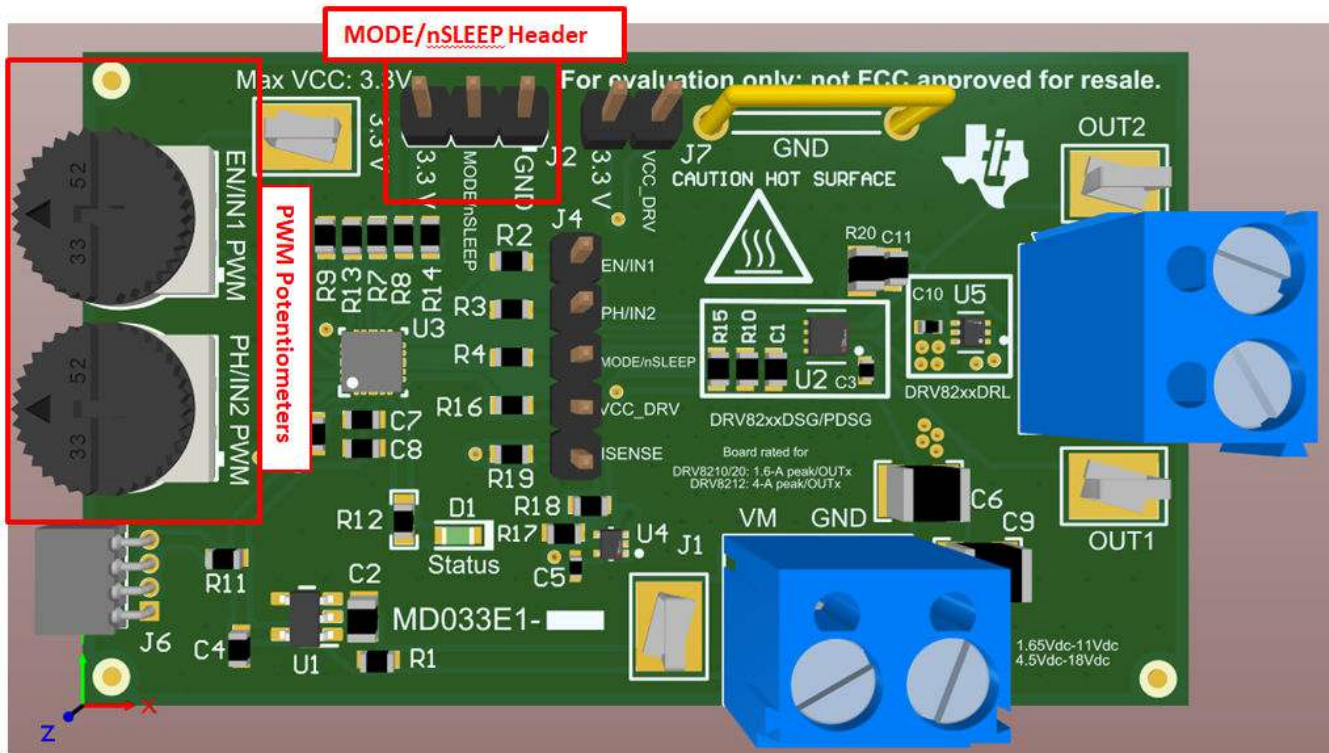 MODE/nSLEEP Header
Max VCC: 3.3V
For evaluation only; not FCC approved for resale.
3.3 V
3.3 V
MODE/nSLEEP
GND
J2
3.3 V
VCC_DRV
J7
GND
CAUTION HOT SURFACE
OUT2
EN/IN1 PWM
52
33
PH/IN2 PWM
52
33
PWM Potentiometers
R9
R13
R7
R8
R14
U3
C7
C8
J4
R2
EN/IN1
R3
PH/IN2
R4
MODE/nSLEEP
R16
VCC_DRV
R19
ISENSE
R20
C11
R15
R10
C1
U2
C3
DRV82xxDSG/PDSG
C10
U5
DRV82xxDRL
Board rated for
DRV8210/20: 1.6-A peak/OUTx
DRV8212: 4-A peak/OUTx
C6
C9
OUT1
R12
D1
Status
R18
R17
U4
C5
J1
VM
GND
R11
J6
C4
U1
C2
R1
MD033E1-
1.65Vdc-11Vdc
4.5Vdc-18Vdc
Z
X